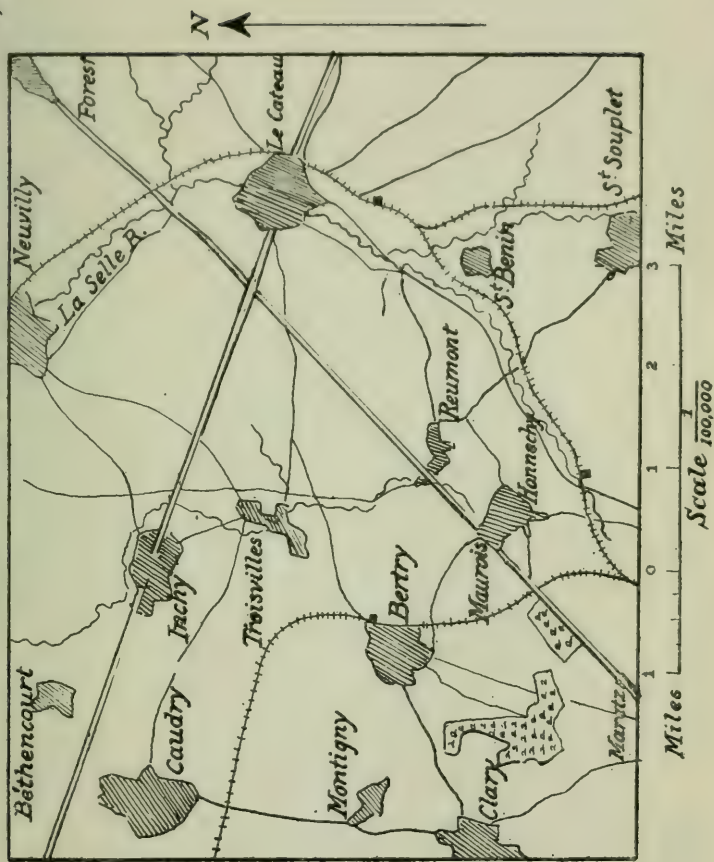 N
Forest
Neuvilly
La Selle R.
Le Cateau
Béthencourt
Inchy
Troisvilles
Caudry
Reumont
St Benin
St Souplet
Honnechy
Maurois
Bertry
Montigny
Clary
Maretz
Miles 1 0 1 2 3 Miles
Scale 1/100,000